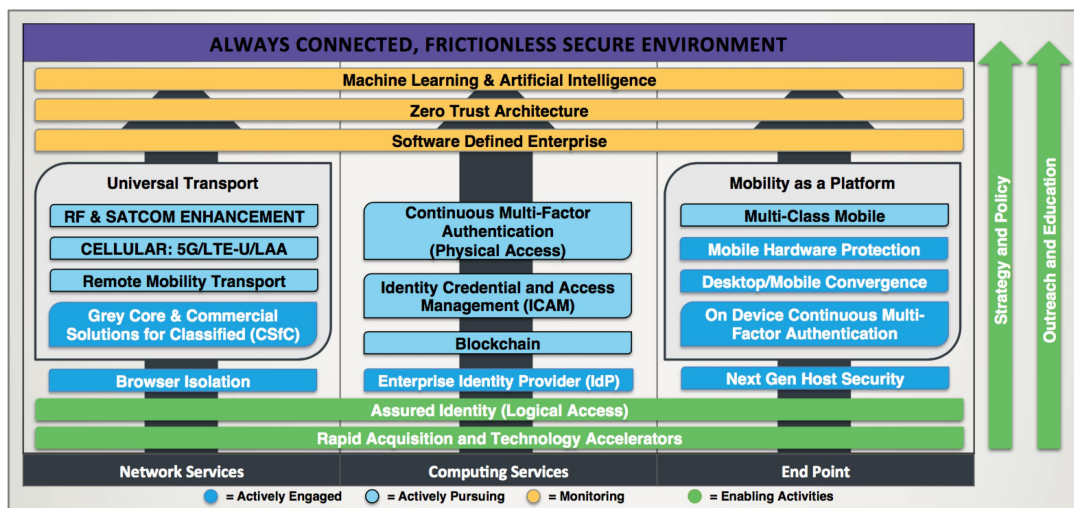 ALWAYS CONNECTED, FRICTIONLESS SECURE ENVIRONMENT
Machine Learning & Artificial Intelligence
Zero Trust Architecture
Software Defined Enterprise
Universal Transport
RF & SATCOM ENHANCEMENT
CELLULAR: 5G/LTE-U/LAA
Remote Mobility Transport
Grey Core & Commercial
Solutions for Classified (CSfC)
Browser Isolation
Continuous Multi-Factor
Authentication
(Physical Access)
Identity Credential and Access
Management (ICAM)
Blockchain
Enterprise Identity Provider (IdP)
Mobility as a Platform
Multi-Class Mobile
Mobile Hardware Protection
Desktop/Mobile Convergence
On Device Continuous Multi-
Factor Authentication
Next Gen Host Security
Assured Identity (Logical Access)
Rapid Acquisition and Technology Accelerators
Network Services
Computing Services
End Point
Strategy and Policy
Outreach and Education
= Actively Engaged
= Actively Pursuing
= Monitoring
= Enabling Activities